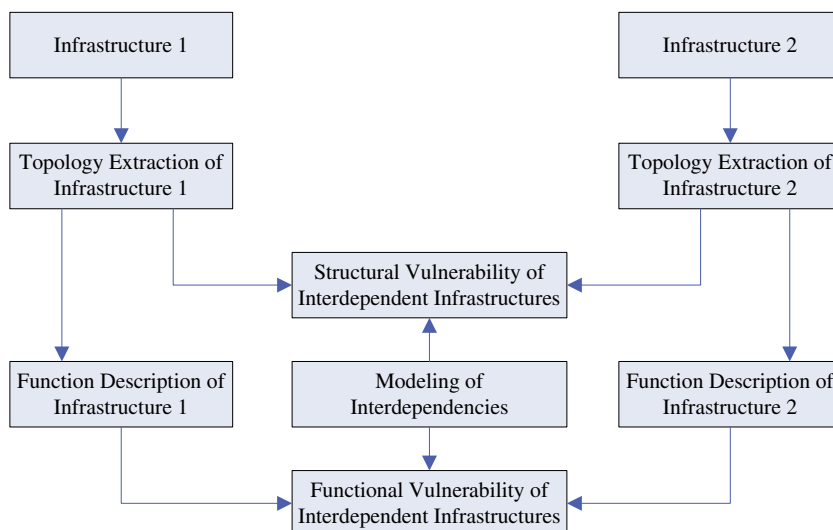 Infrastructure 1
Infrastructure 2
Topology Extraction of
Infrastructure 1
Topology Extraction of
Infrastructure 2
Structural Vulnerability of
Interdependent Infrastructures
Function Description of
Infrastructure 1
Modeling of
Interdependencies
Function Description of
Infrastructure 2
Functional Vulnerability of
Interdependent Infrastructures